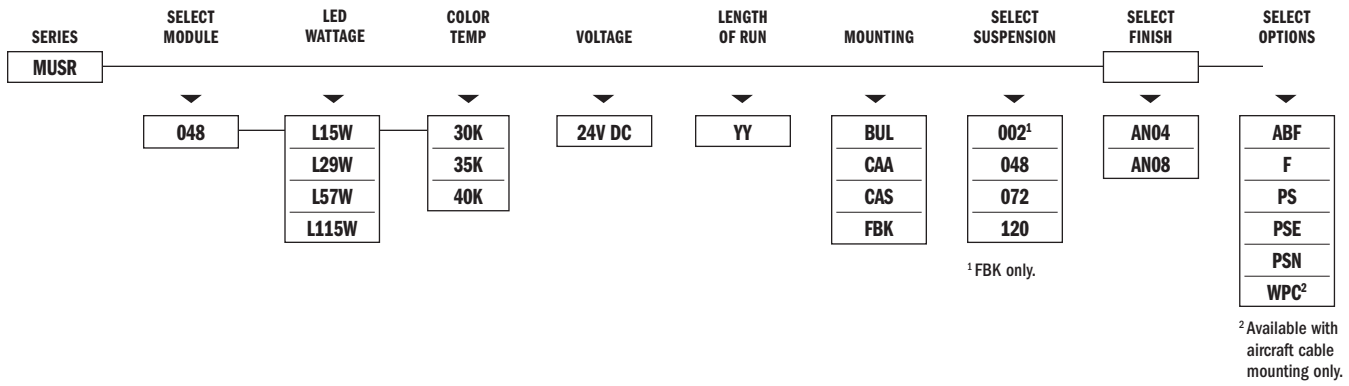 SERIES
SELECT
MODULE
LED
WATTAGE
COLOR
TEMP
VOLTAGE
LENGTH
OF RUN
MOUNTING
SELECT
SUSPENSION
SELECT
FINISH
SELECT
OPTIONS
MUSR
048
L15W
L29W
L57W
L115W
30K
35K
40K
24V DC
YY
BUL
CAA
CAS
FBK
002¹
048
072
120
¹ FBK only.
AN04
AN08
ABF
F
PS
PSE
PSN
WPC²
² Available with
aircraft cable
mounting only.